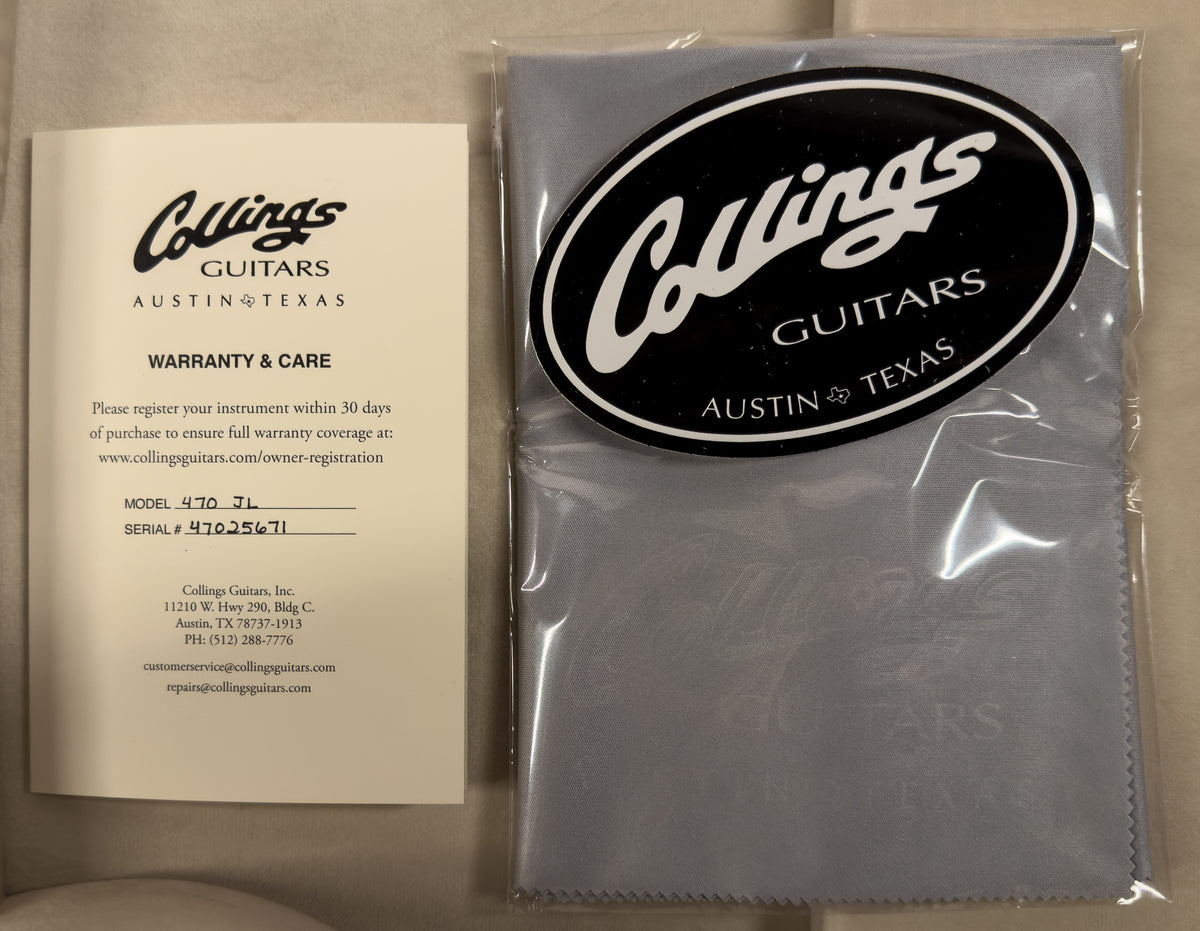 Collings
GUITARS
AUSTIN TEXAS
WARRANTY & CARE
Please register your instrument within 30 days
of purchase to ensure full warranty coverage at:
www.collingsguitars.com/owner-registration
MODEL 470 JL
SERIAL # 47025671
Collings Guitars, Inc.
11210 W. Hwy 290, Bldg C.
Austin, TX 78737-1913
PH: (512) 288-7776
customerservice@collingsguitars.com
repairs@collingsguitars.com
Collings
GUITARS
AUSTIN TEXAS
GUITARS
TEXAS